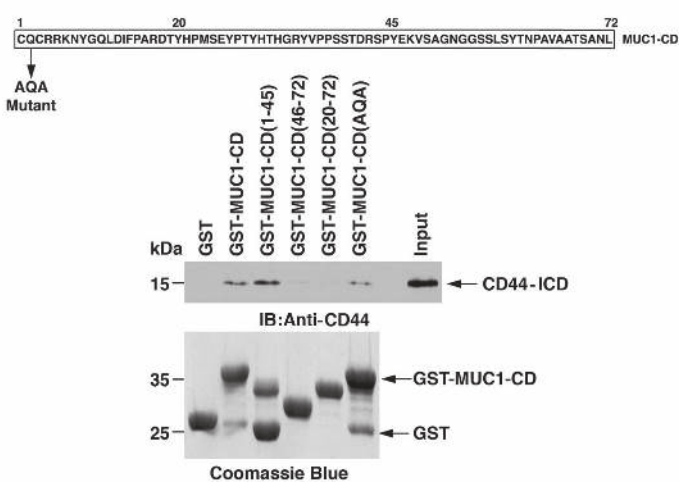 1 20 45 72
CQCRRKNYGQLDIFPARDTYHPMSEYPTYHTHGRYVPPSSTDRSPYEKVSAGNGGSSLSYTNPAVAATSANL MUC1-CD
AQA
Mutant
GST
GST-MUC1-CD
GST-MUC1-CD(1-45)
GST-MUC1-CD(46-72)
GST-MUC1-CD(20-72)
GST-MUC1-CD(AQA)
Input
kDa
15 CD44-ICD
IB:Anti-CD44
35 GST-MUC1-CD
25 GST
Coomassie Blue